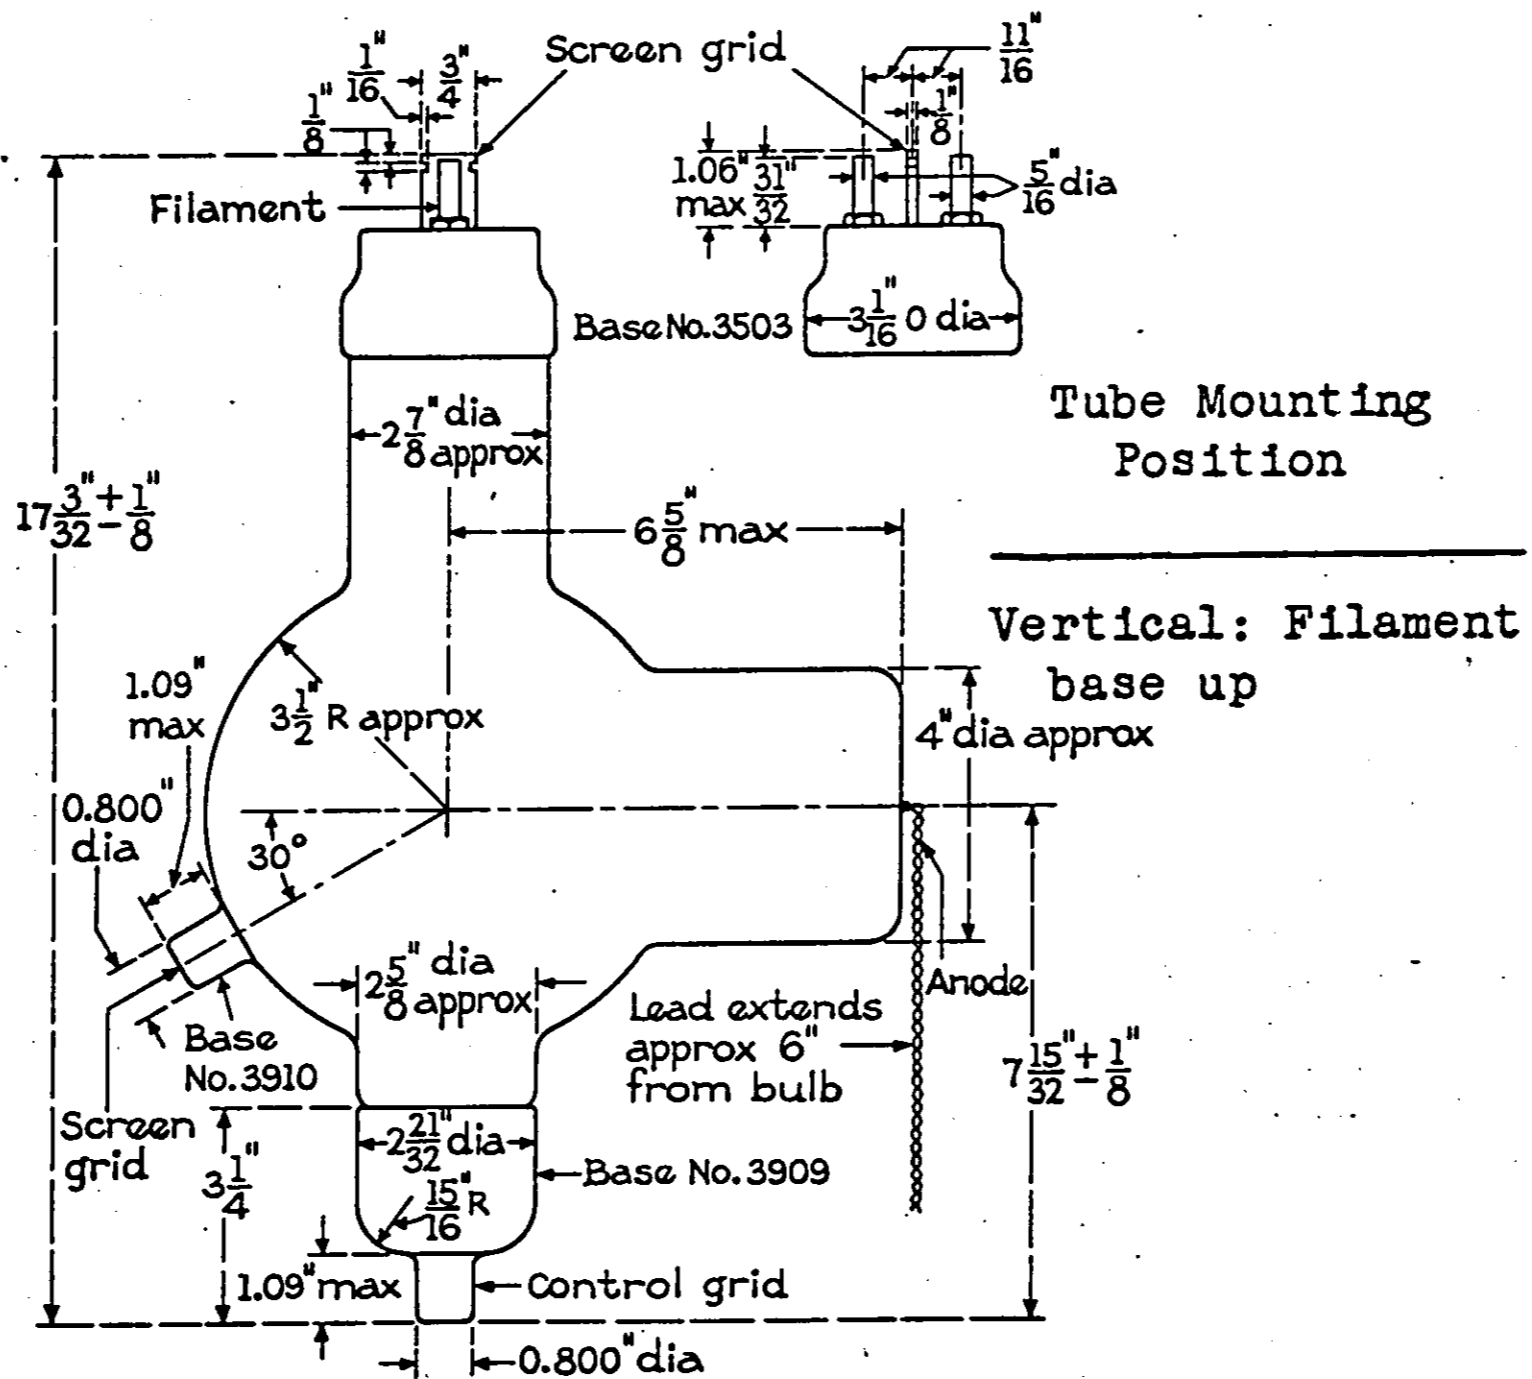 Screen grid
1/16"
3/4"
1/8"
11/16"
1/8"
1.06"
max
31/32"
5/16" dia
Filament
Base No. 3503
3 1/16" O dia
2 7/8" dia
approx
Tube Mounting
Position
17 3/32" ± 1/8"
6 5/8" max
Vertical: Filament
base up
1.09"
max
3 1/2" R approx
4" dia approx
0.800"
dia
30°
2 5/8" dia
approx
Anode
Lead extends
approx 6"
from bulb
7 15/32" ± 1/8"
Base
No. 3910
Screen
grid
3 1/4"
2 21/32" dia
Base No. 3909
15/16" R
1.09" max
Control grid
0.800" dia